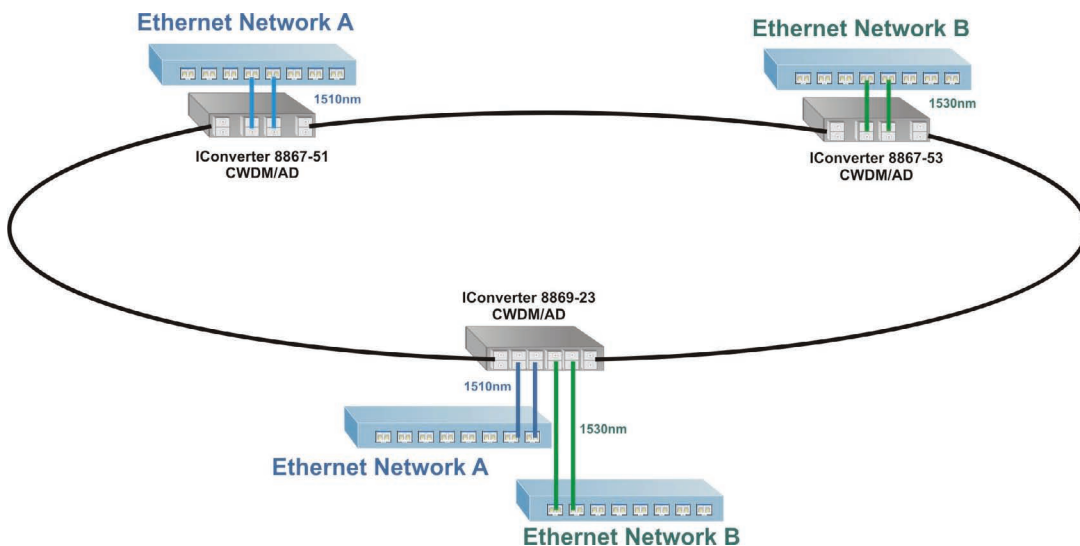 Ethernet Network A
1510nm
IConverter 8867-51
CWDM/AD
Ethernet Network B
1530nm
IConverter 8867-53
CWDM/AD
IConverter 8869-23
CWDM/AD
1510nm
1530nm
Ethernet Network A
Ethernet Network B